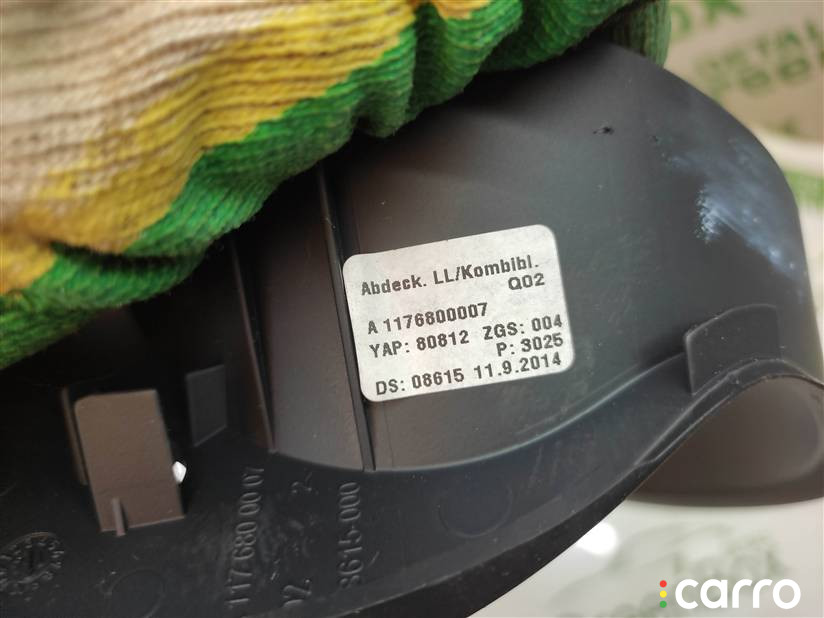 Abdeck. LL/Kombibl.
Q02
A 1176800007
YAP: 80812 ZGS: 004
P: 3025
DS: 08615 11.9.2014
117 680 00 07
8615-000
carro